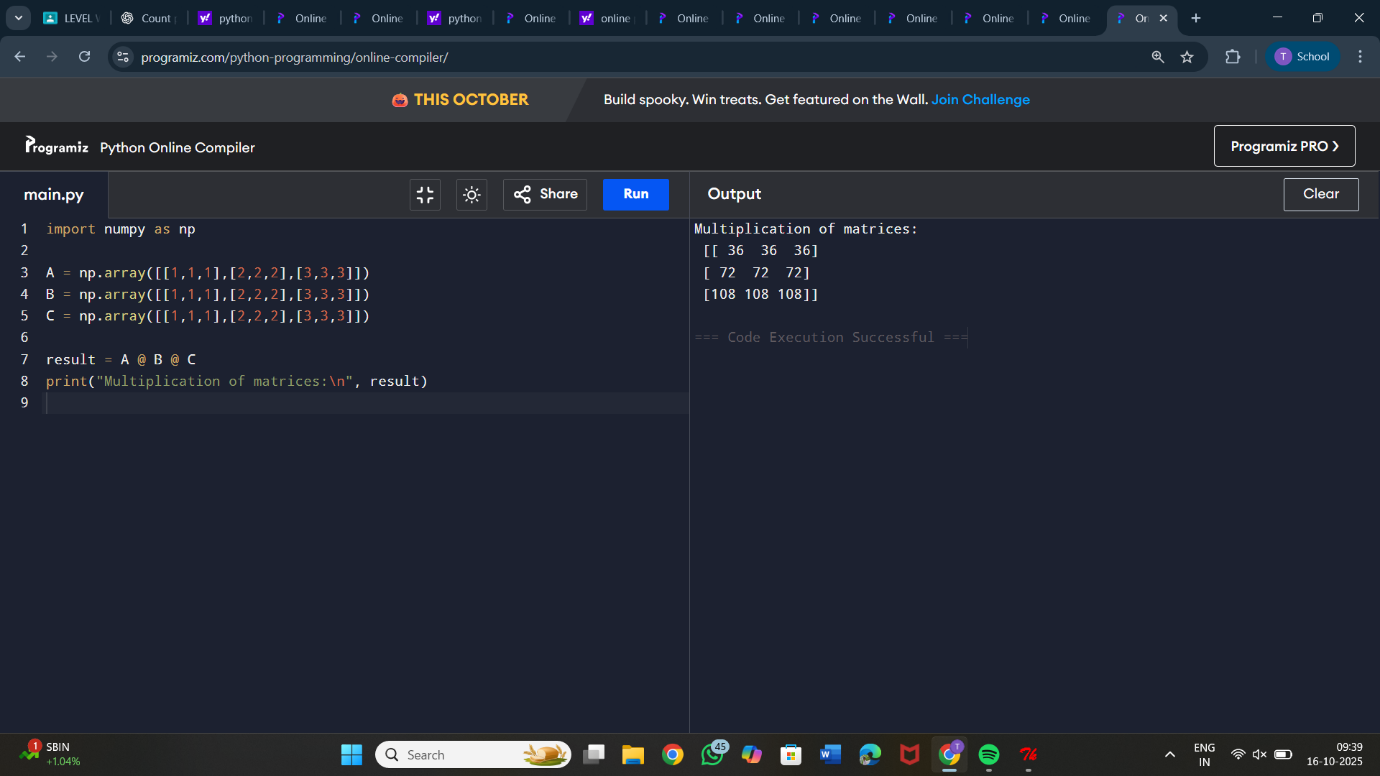 LEVEL
Count
python
Online
Online
python
Online
online
Online
Online
Online
Online
Online
Online
programiz.com/python-programming/online-compiler/
T School
THIS OCTOBER
Build spooky. Win treats. Get featured on the Wall. Join Challenge
Programiz Python Online Compiler
Programiz PRO
main.py
Share
Run
Output
Clear
1 import numpy as np
2
3 A = np.array([[1,1,1],[2,2,2],[3,3,3]])
4 B = np.array([[1,1,1],[2,2,2],[3,3,3]])
5 C = np.array([[1,1,1],[2,2,2],[3,3,3]])
6
7 result = A @ B @ C
8 print("Multiplication of matrices:\n", result)
9
Multiplication of matrices:
[[ 36  36  36]
[ 72  72  72]
[108 108 108]]
=== Code Execution Successful ===
1
SBIN
+1.04%
Search
45
T
ENG
IN
09:39
16-10-2025